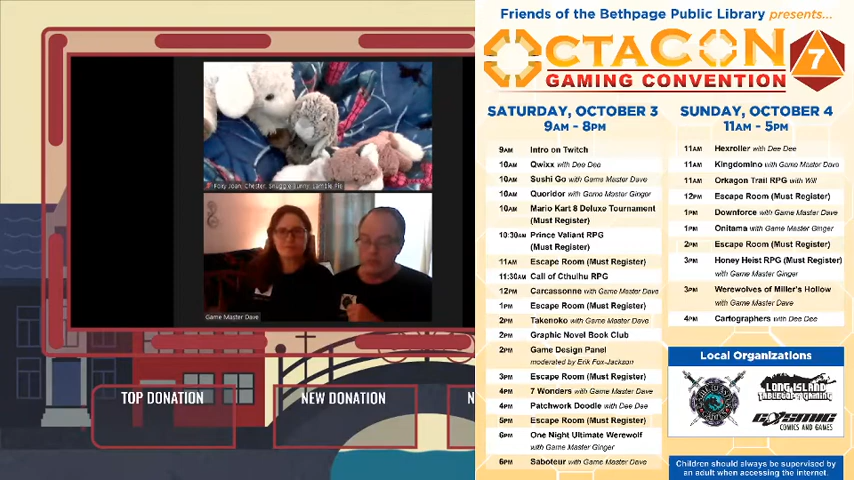 Roxy Joan, Chester, Snuggle Bunny, Lambie Pie
Game Master Dave
TOP DONATION
NEW DONATION
N
Friends of the Bethpage Public Library presents...
OCTACON
7
GAMING CONVENTION
SATURDAY, OCTOBER 3
9AM - 8PM
9AM Intro on Twitch
10AM Qwixx with Dee Dee
10AM Sushi Go with Game Master Dave
10AM Quoridor with Game Master Ginger
10AM Mario Kart 8 Deluxe Tournament
(Must Register)
10:30AM Prince Valiant RPG
(Must Register)
11AM Escape Room (Must Register)
11:30AM Call of Cthulhu RPG
12PM Carcassonne with Game Master Dave
1PM Escape Room (Must Register)
2PM Takenoko with Game Master Dave
2PM Graphic Novel Book Club
2PM Game Design Panel
moderated by Erik Fox-Jackson
3PM Escape Room (Must Register)
4PM 7 Wonders with Game Master Dave
4PM Patchwork Doodle with Dee Dee
5PM Escape Room (Must Register)
6PM One Night Ultimate Werewolf
with Game Master Ginger
6PM Saboteur with Game Master Dave
SUNDAY, OCTOBER 4
11AM - 5PM
11AM Hexroller with Dee Dee
11AM Kingdomino with Game Master Dave
11AM Orkagon Trail RPG with Will
12PM Escape Room (Must Register)
1PM Downforce with Game Master Dave
1PM Onitama with Game Master Ginger
2PM Escape Room (Must Register)
3PM Honey Heist RPG (Must Register)
with Game Master Ginger
3PM Werewolves of Miller's Hollow
with Game Master Dave
4PM Cartographers with Dee Dee
Local Organizations
LONG ISLAND
TABLETOP GAMING
COSMIC
COMICS AND GAMES
Children should always be supervised by
an adult when accessing the internet.